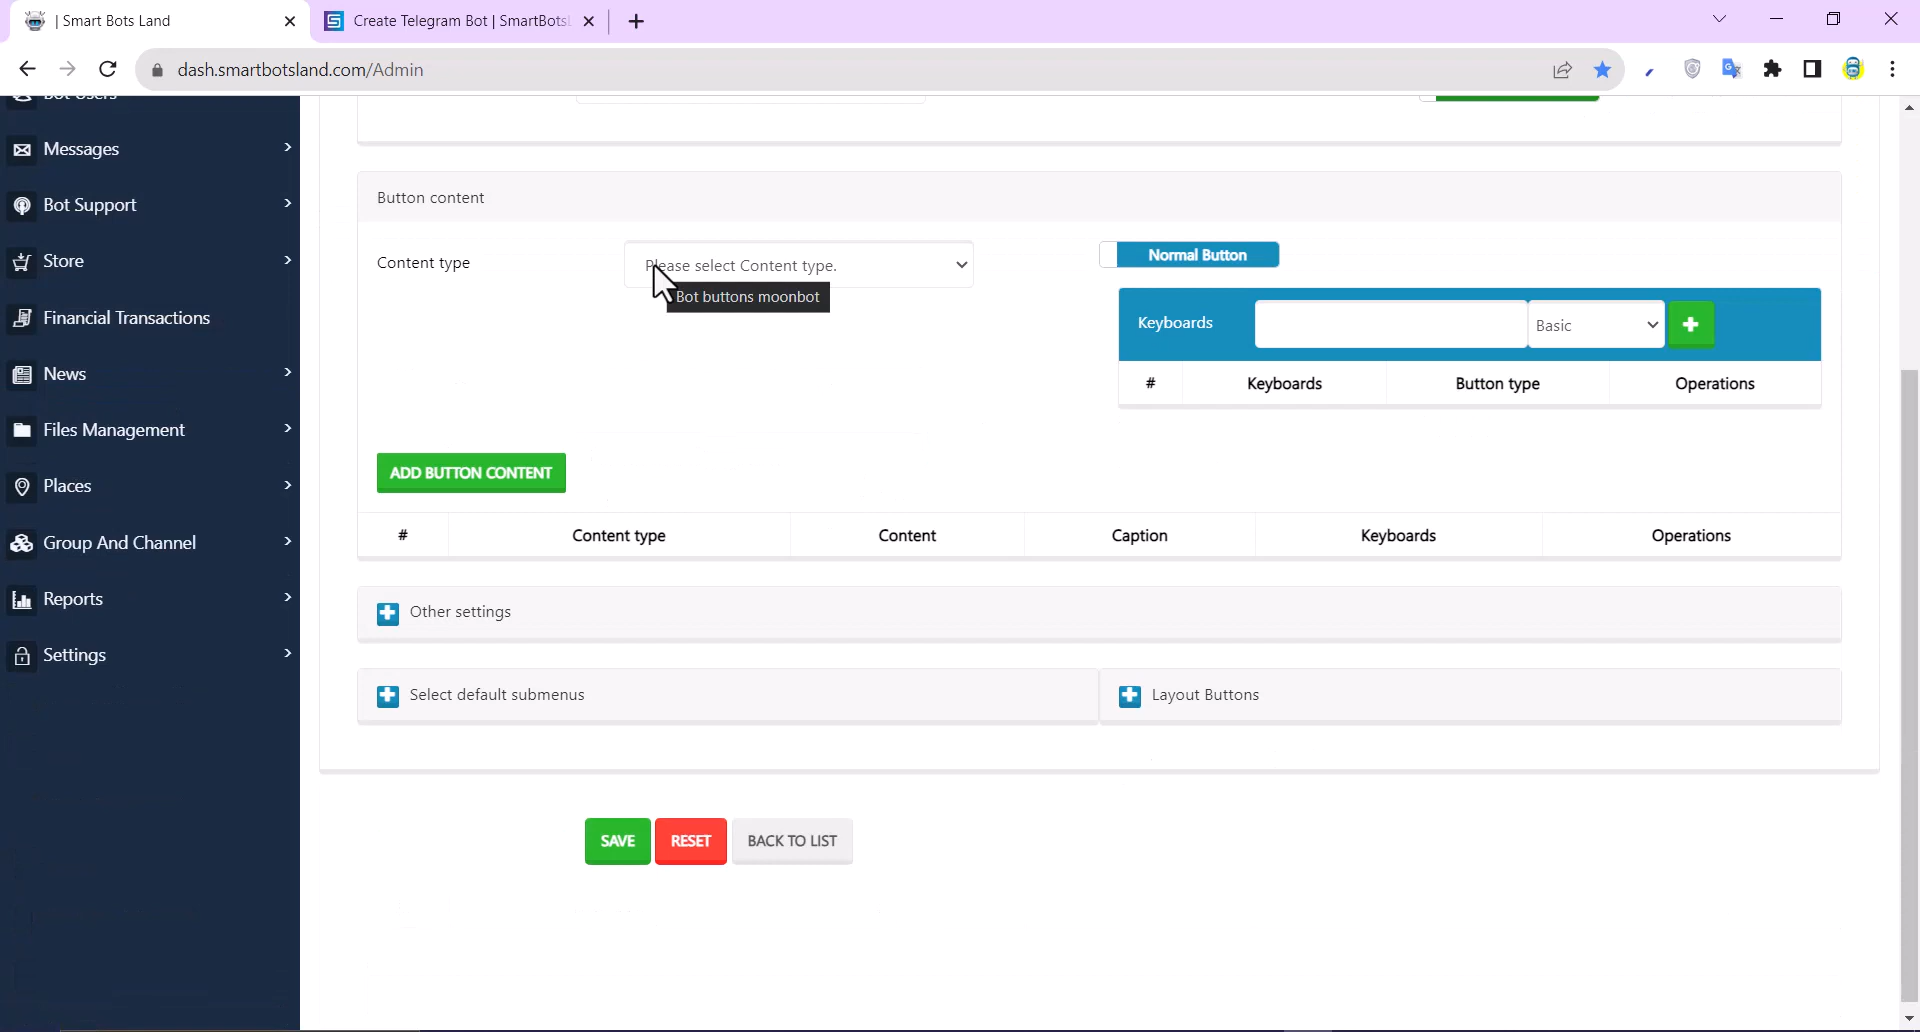 | Smart Bots Land
Create Telegram Bot | SmartBotsL
dash.smartbotsland.com/Admin
Bot Users
Messages
Bot Support
Store
Financial Transactions
News
Files Management
Places
Group And Channel
Reports
Settings
Button content
Content type
Please select Content type.
Bot buttons moonbot
Normal Button
Keyboards
Basic
# Keyboards Button type Operations
ADD BUTTON CONTENT
# Content type Content Caption Keyboards Operations
Other settings
Select default submenus
Layout Buttons
SAVE RESET BACK TO LIST